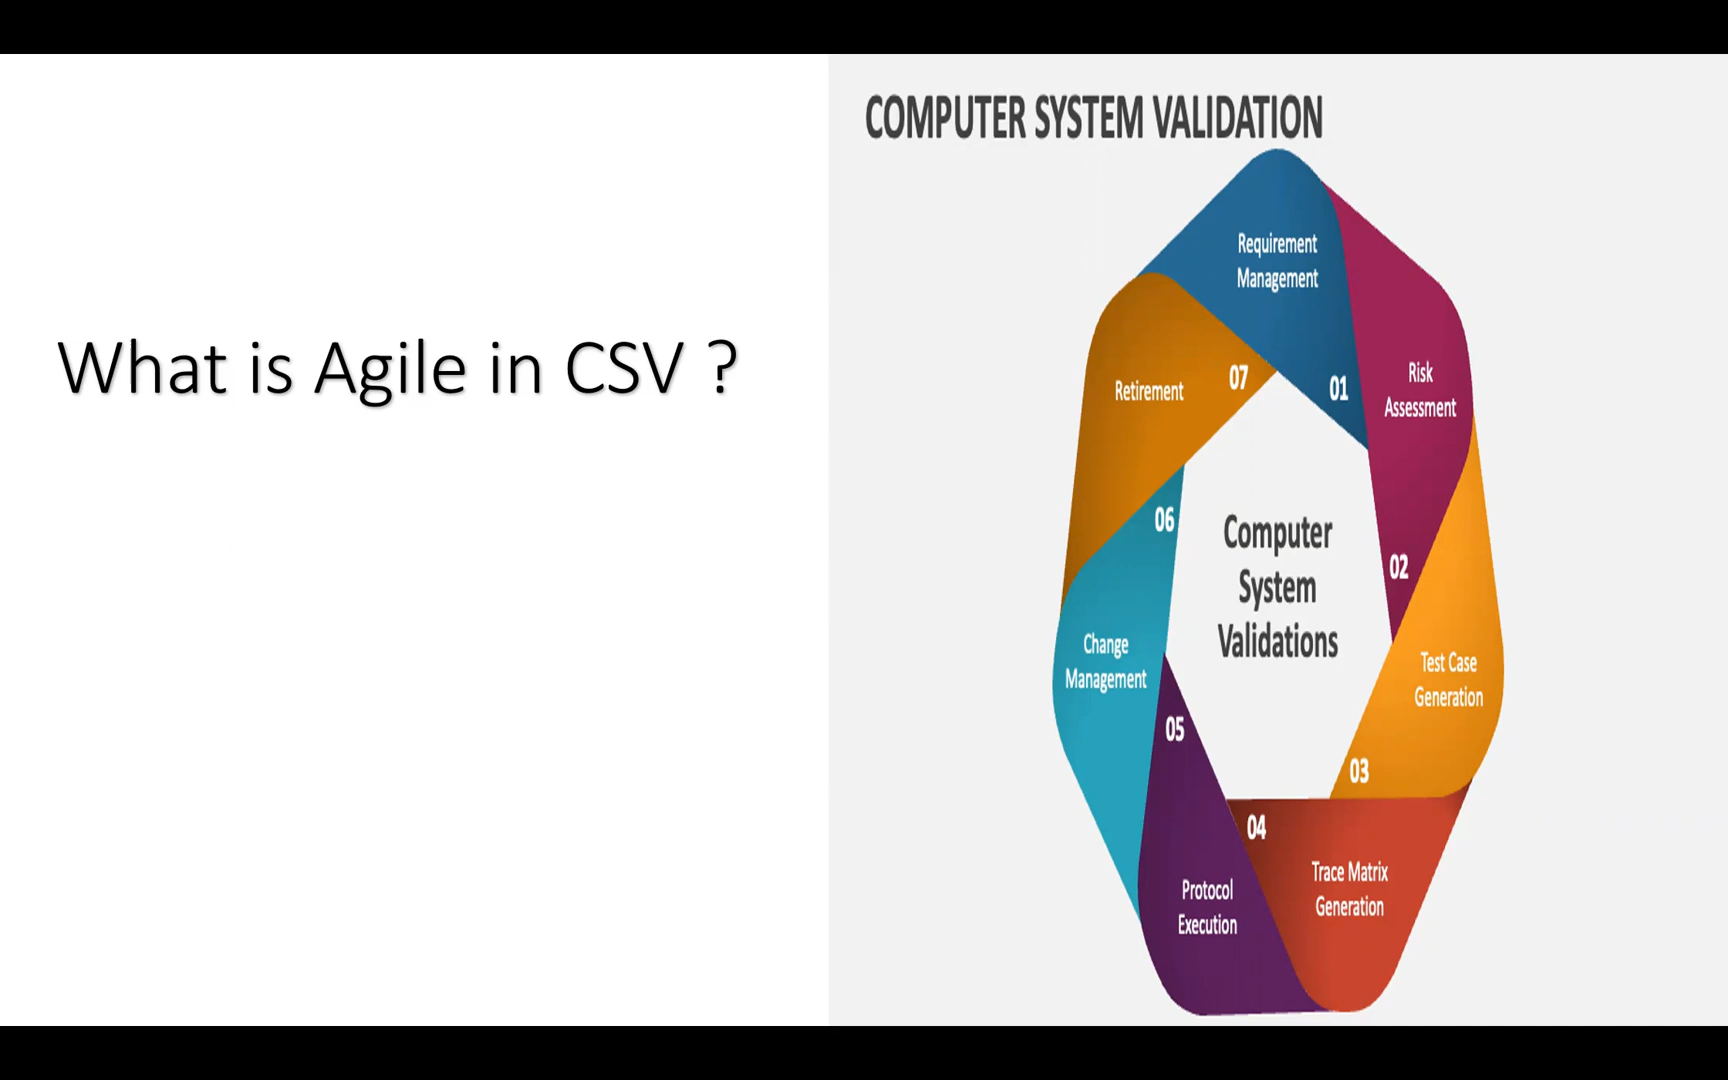 What is Agile in CSV ?
COMPUTER SYSTEM VALIDATION
Requirement
Management
01
Risk
Assessment
02
Test Case
Generation
03
Trace Matrix
Generation
04
Protocol
Execution
05
Change
Management
06
Retirement
07
Computer
System
Validations